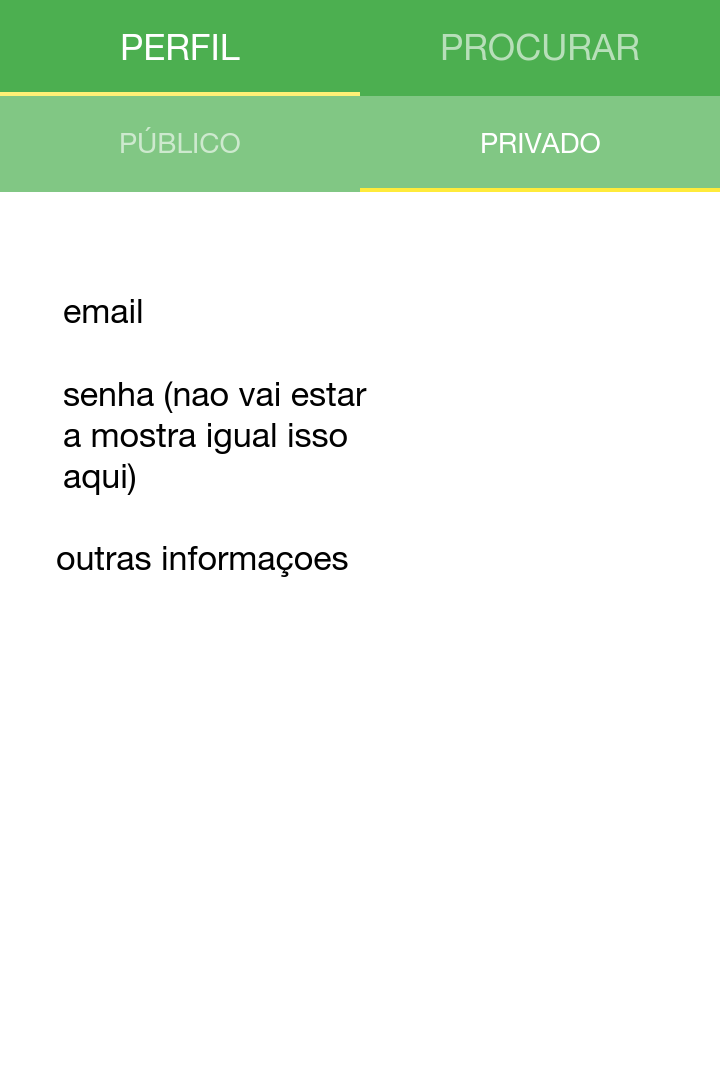 PERFIL PROCURAR
PÚBLICO PRIVADO
email
senha (nao vai estar
a mostra igual isso
aqui)
outras informaçoes